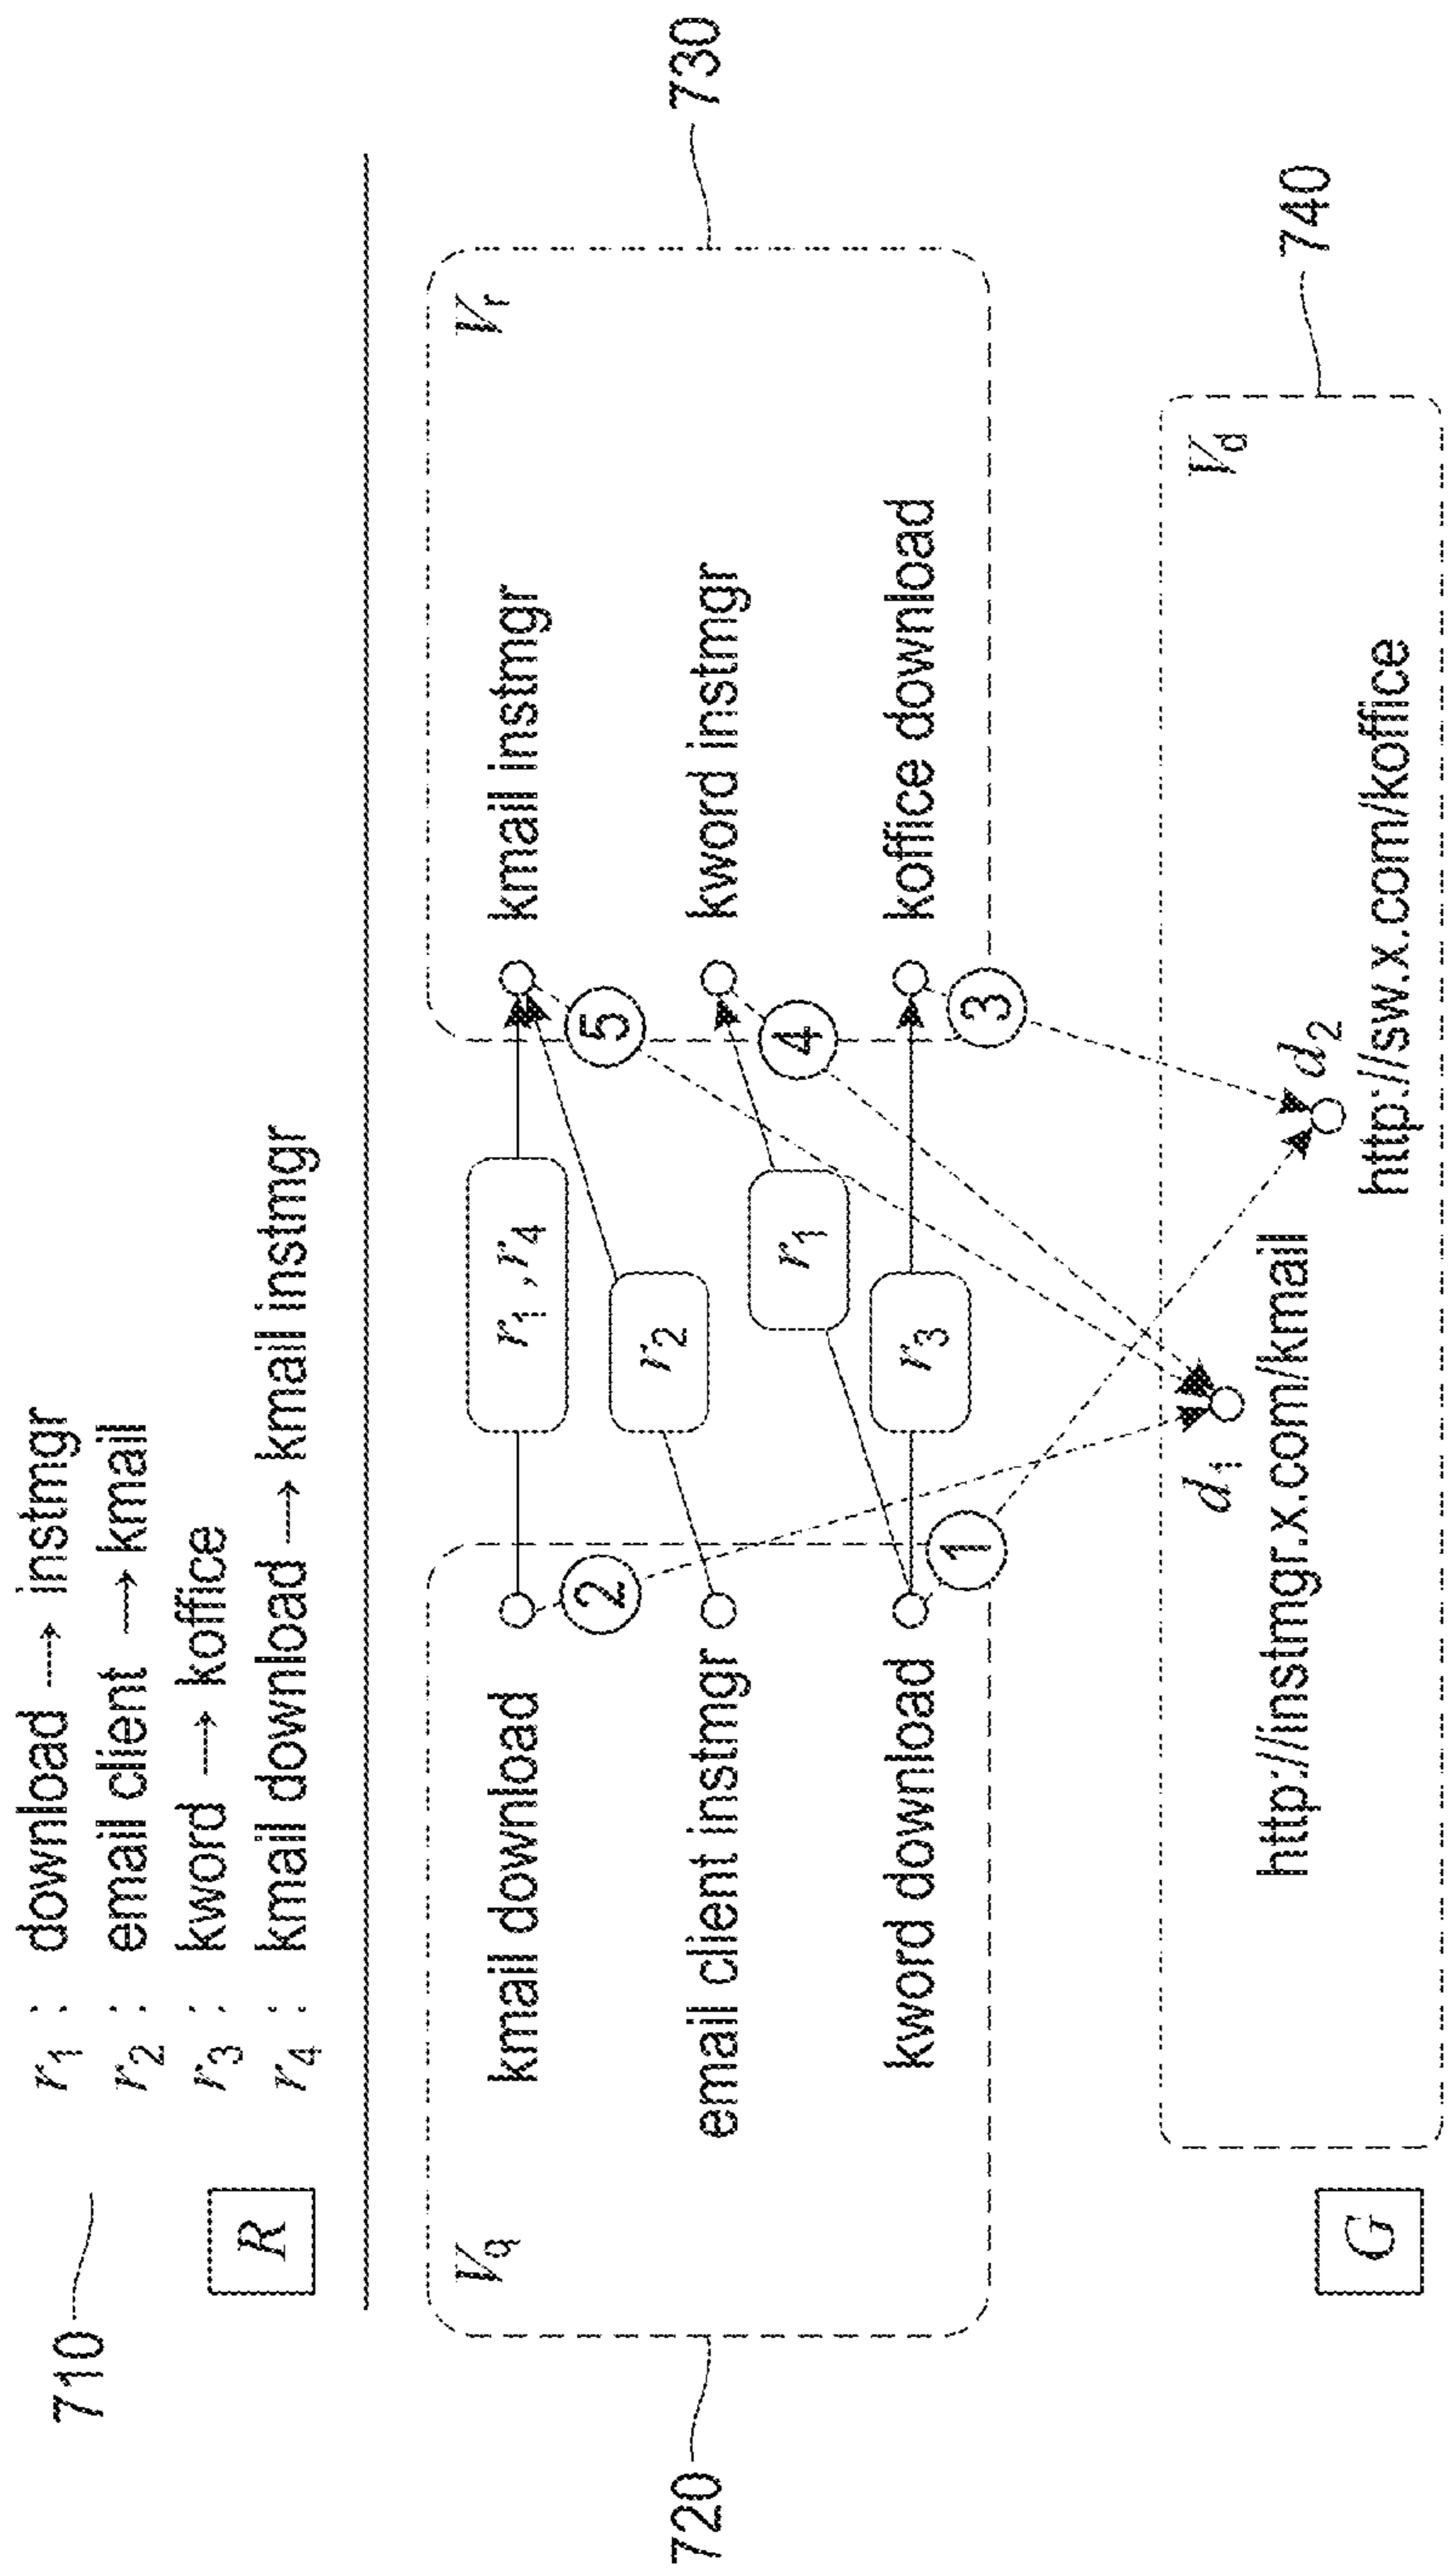 710
r1 : download → instmgr
r2 : email client → kmail
r3 : kword → koffice
r4 : kmail download → kmail instmgr
R
720
730
Vq
Vr
kmail download
r1 , r4
kmail instmgr
2
5
email client instmgr
r2
kword instmgr
r1
4
kword download
r3
koffice download
1
3
740
Vd
d1
http://instmgr.x.com/kmail
d2
http://sw.x.com/koffice
G